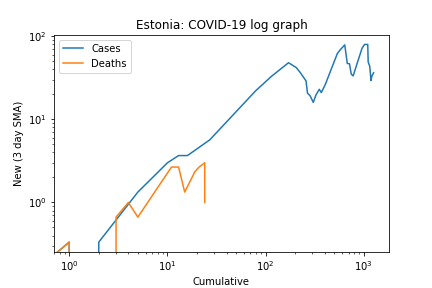 Estonia: COVID-19 log graph
Cases
Deaths
New (3 day SMA)
10²
10¹
10⁰
10⁰ 10¹ 10² 10³
Cumulative